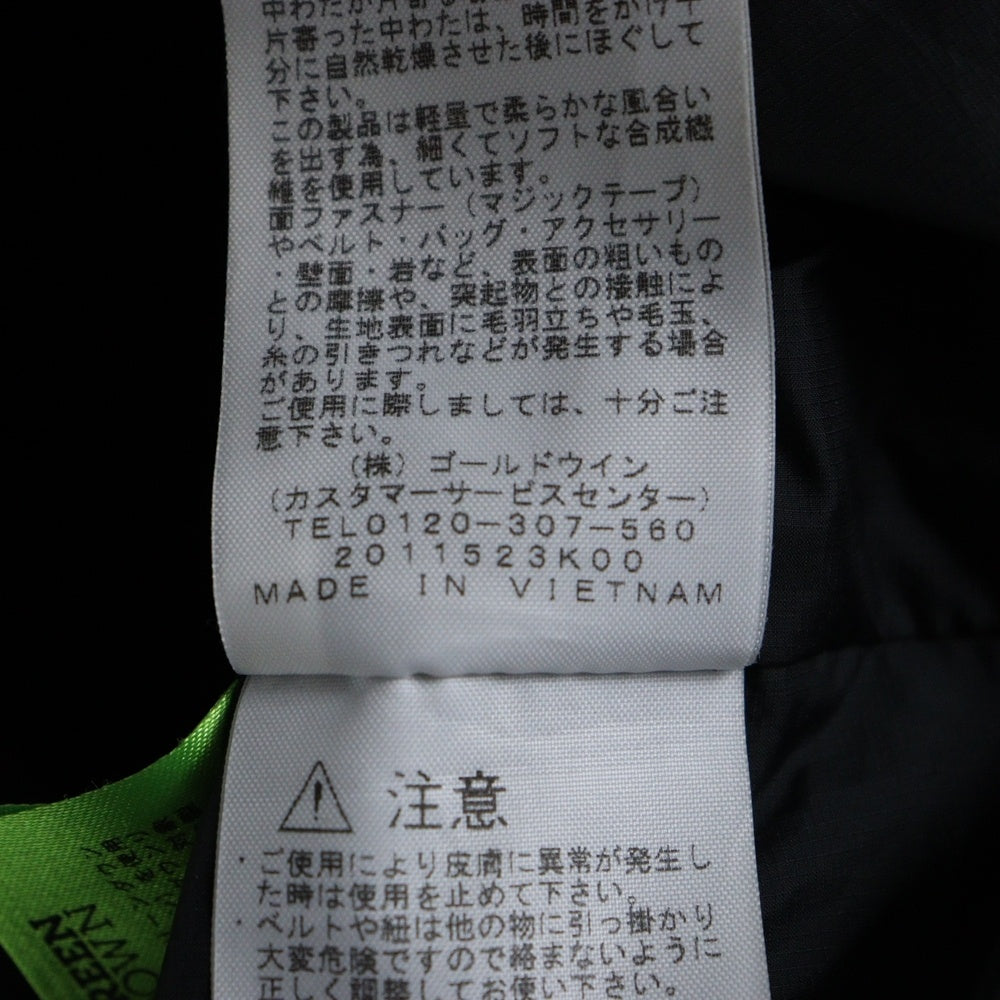 片寄った中わたは、時間をかけ十
分に自然乾燥させた後にほぐして
下さい。
この製品は軽量で柔らかな風合い
を出す為、細くてソフトな合成繊
維を使用しています。
面ファスナー（マジックテープ）
やベルト・バッグ・アクセサリー
・壁面・岩など、表面の粗いもの
との摩擦や、突起物との接触によ
り、生地表面に毛羽立ちや毛玉、
糸の引きつれなどが発生する場合
があります。
ご使用に際しましては、十分ご注
意下さい。
（株）ゴールドウイン
（カスタマーサービスセンター）
TEL0120-307-560
2011523K00
MADE IN VIETNAM
注意
・ご使用により皮膚に異常が発生し
た時は使用を止めて下さい。
・ベルトや紐は他の物に引っ掛かり
大変危険ですので絡まないように
正しく調整してお使い下さい。